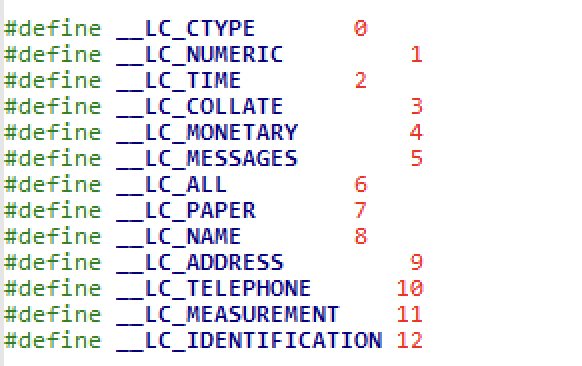 #define __LC_CTYPE 0
#define __LC_NUMERIC 1
#define __LC_TIME 2
#define __LC_COLLATE 3
#define __LC_MONETARY 4
#define __LC_MESSAGES 5
#define __LC_ALL 6
#define __LC_PAPER 7
#define __LC_NAME 8
#define __LC_ADDRESS 9
#define __LC_TELEPHONE 10
#define __LC_MEASUREMENT 11
#define __LC_IDENTIFICATION 12